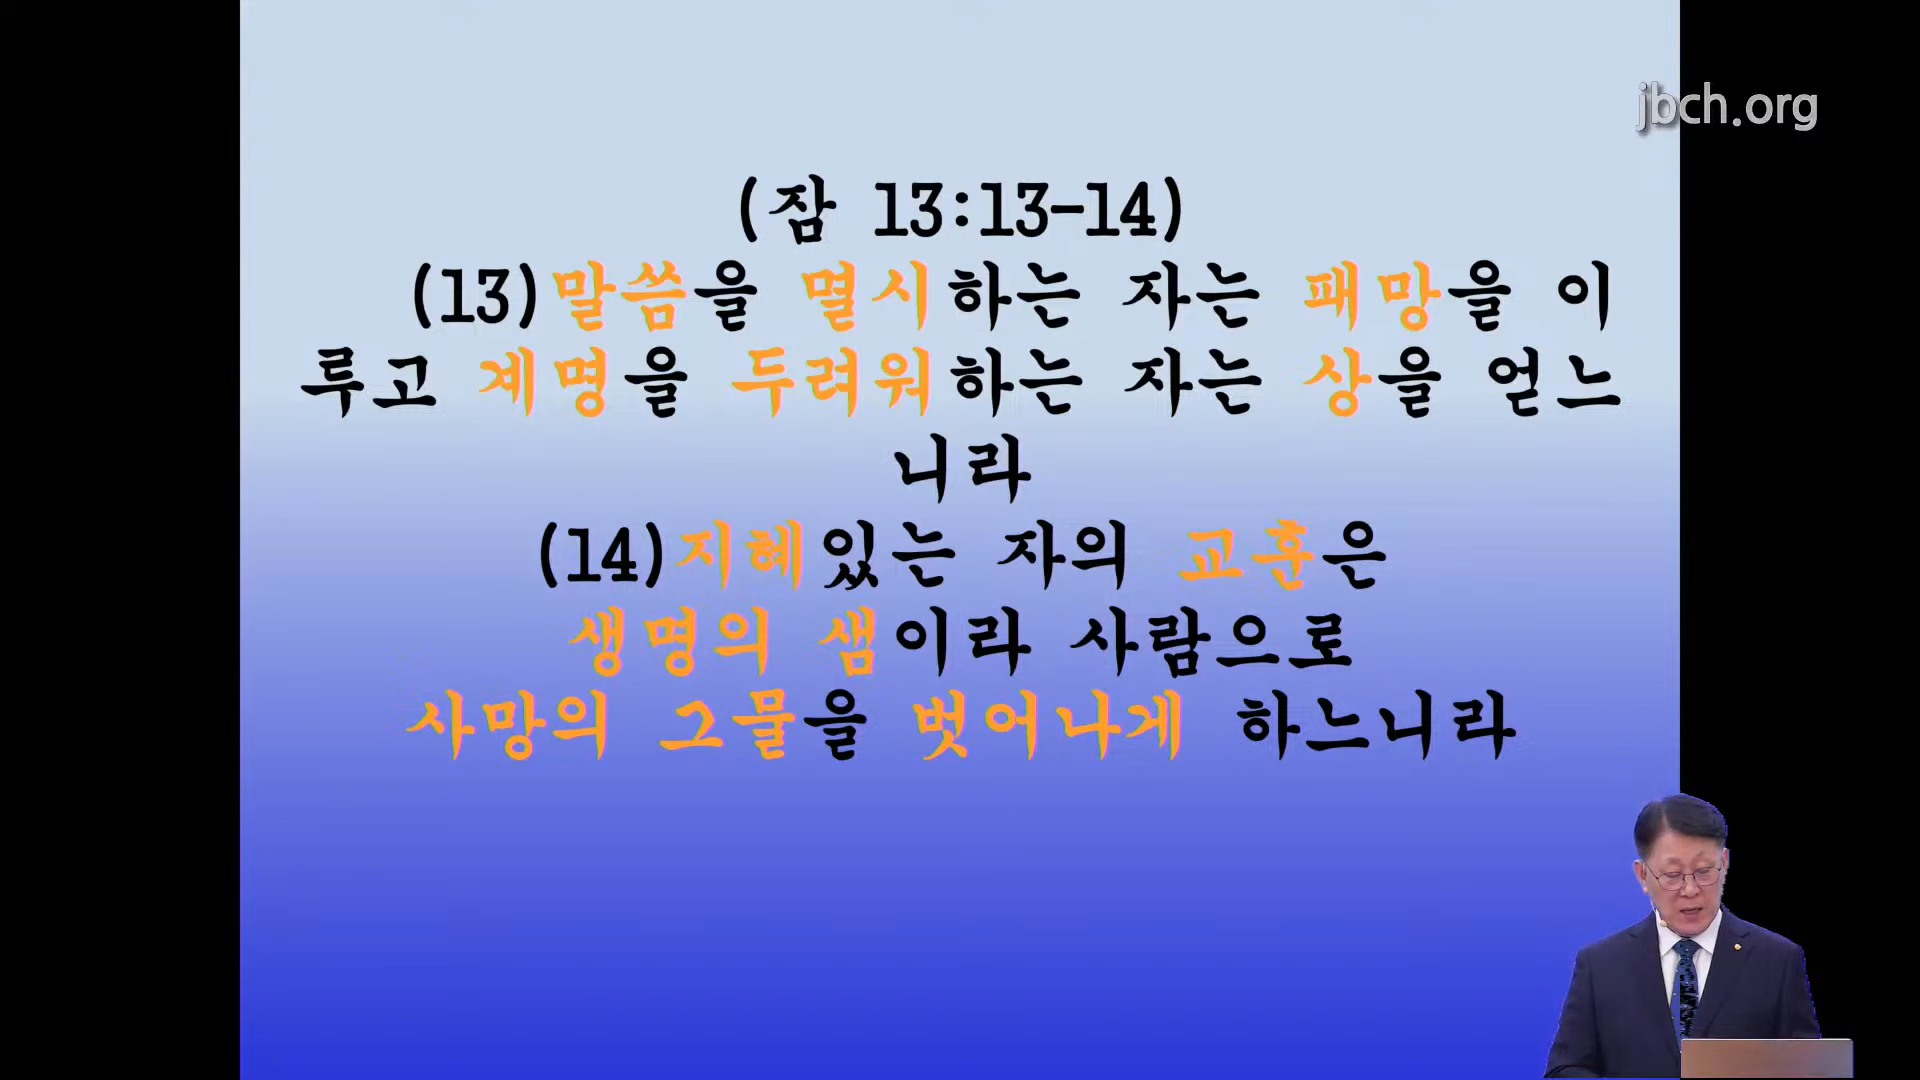 jbch.org
(잠 13:13-14)
(13)말씀을 멸시하는 자는 패망을 이
루고 계명을 두려워하는 자는 상을 얻느
니라
(14)지혜있는 자의 교훈은
생명의 샘이라 사람으로
사망의 그물을 벗어나게 하느니라